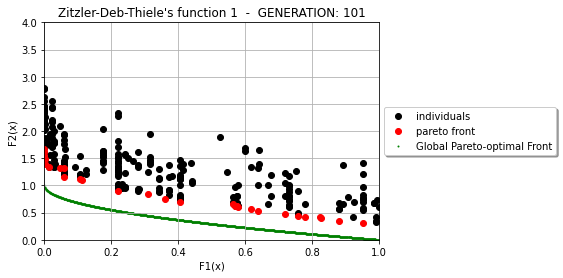 Zitzler-Deb-Thiele's function 1 - GENERATION: 101
4.0
3.5
3.0
2.5
2.0
1.5
1.0
0.5
0.0
F2(x)
0.0 0.2 0.4 0.6 0.8 1.0
F1(x)
individuals
pareto front
Global Pareto-optimal Front